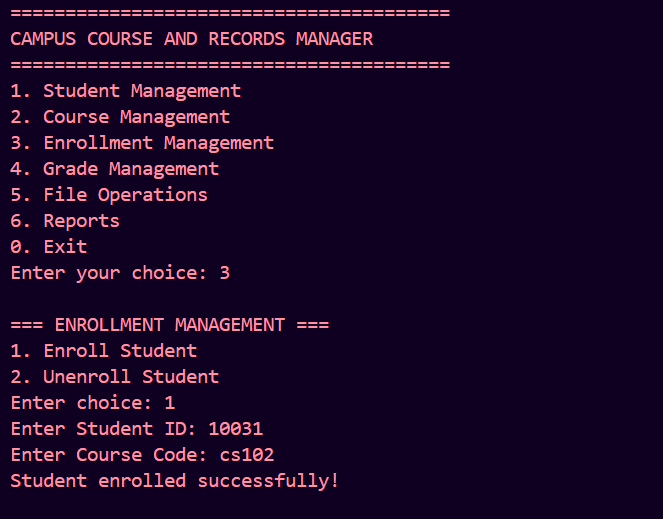 ========================================
CAMPUS COURSE AND RECORDS MANAGER
========================================
1. Student Management
2. Course Management
3. Enrollment Management
4. Grade Management
5. File Operations
6. Reports
0. Exit
Enter your choice: 3
=== ENROLLMENT MANAGEMENT ===
1. Enroll Student
2. Unenroll Student
Enter choice: 1
Enter Student ID: 10031
Enter Course Code: cs102
Student enrolled successfully!